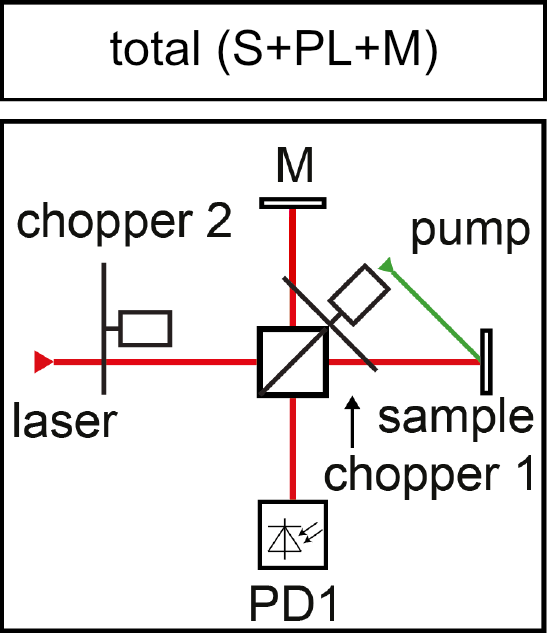 total (S+PL+M)
M
chopper 2
pump
laser
sample
chopper 1
PD1